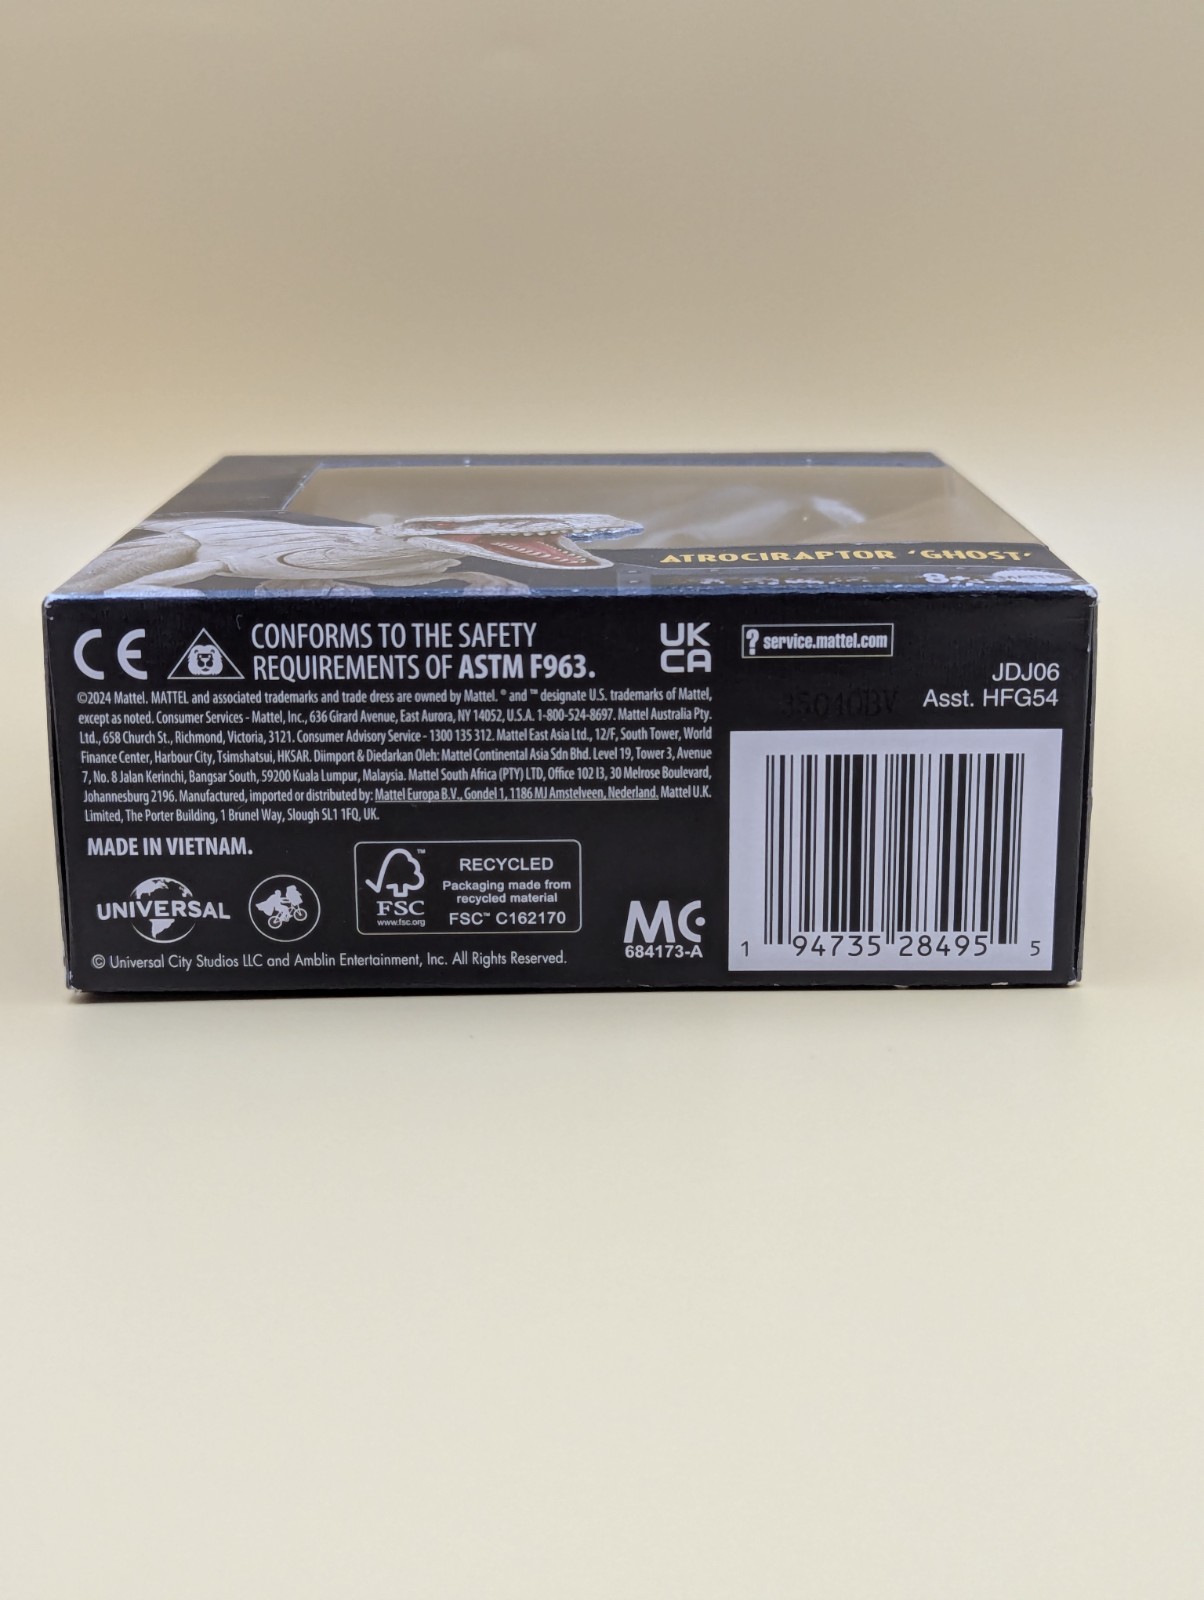 ATROCIRAPTOR 'GHOST'
8+
CE
CONFORMS TO THE SAFETY
REQUIREMENTS OF ASTM F963.
UK
CA
? service.mattel.com
JDJ06
Asst. HFG54
©2024 Mattel. MATTEL and associated trademarks and trade dress are owned by Mattel. ® and ™ designate U.S. trademarks of Mattel,
except as noted. Consumer Services - Mattel, Inc., 636 Girard Avenue, East Aurora, NY 14052, U.S.A. 1-800-524-8697. Mattel Australia Pty.
Ltd., 658 Church St., Richmond, Victoria, 3121. Consumer Advisory Service - 1300 135 312. Mattel East Asia Ltd., 12/F, South Tower, World
Finance Center, Harbour City, Tsimshatsui, HKSAR. Diimport & Diedarkan Oleh: Mattel Continental Asia Sdn Bhd. Level 19, Tower 3, Avenue
7, No. 8 Jalan Kerinchi, Bangsar South, 59200 Kuala Lumpur, Malaysia. Mattel South Africa (PTY) LTD, Office 102 I3, 30 Melrose Boulevard,
Johannesburg 2196. Manufactured, imported or distributed by: Mattel Europa B.V., Gondel 1, 1186 MJ Amstelveen, Nederland. Mattel U.K.
Limited, The Porter Building, 1 Brunel Way, Slough SL1 1FQ, UK.
MADE IN VIETNAM.
UNIVERSAL
™
FSC
www.fsc.org
RECYCLED
Packaging made from
recycled material
FSC™ C162170
© Universal City Studios LLC and Amblin Entertainment, Inc. All Rights Reserved.
MC
684173-A
1 94735 28495 5